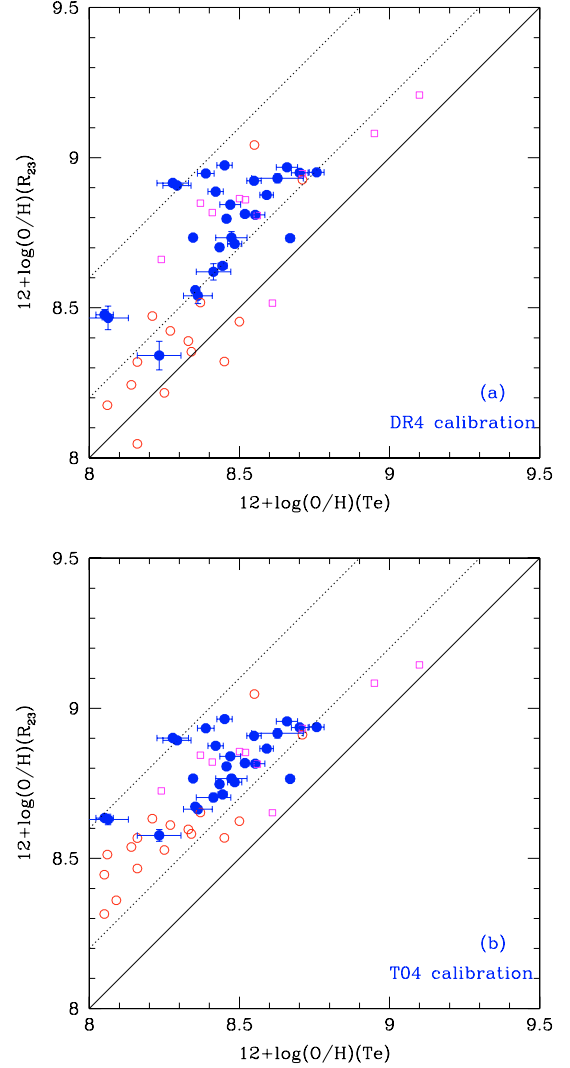 9.5
9
8.5
8
12+log(O/H)(R23)
(a)
DR4 calibration
8
8.5
9
9.5
12+log(O/H)(Te)
9.5
9
8.5
8
12+log(O/H)(R23)
(b)
T04 calibration
8
8.5
9
9.5
12+log(O/H)(Te)